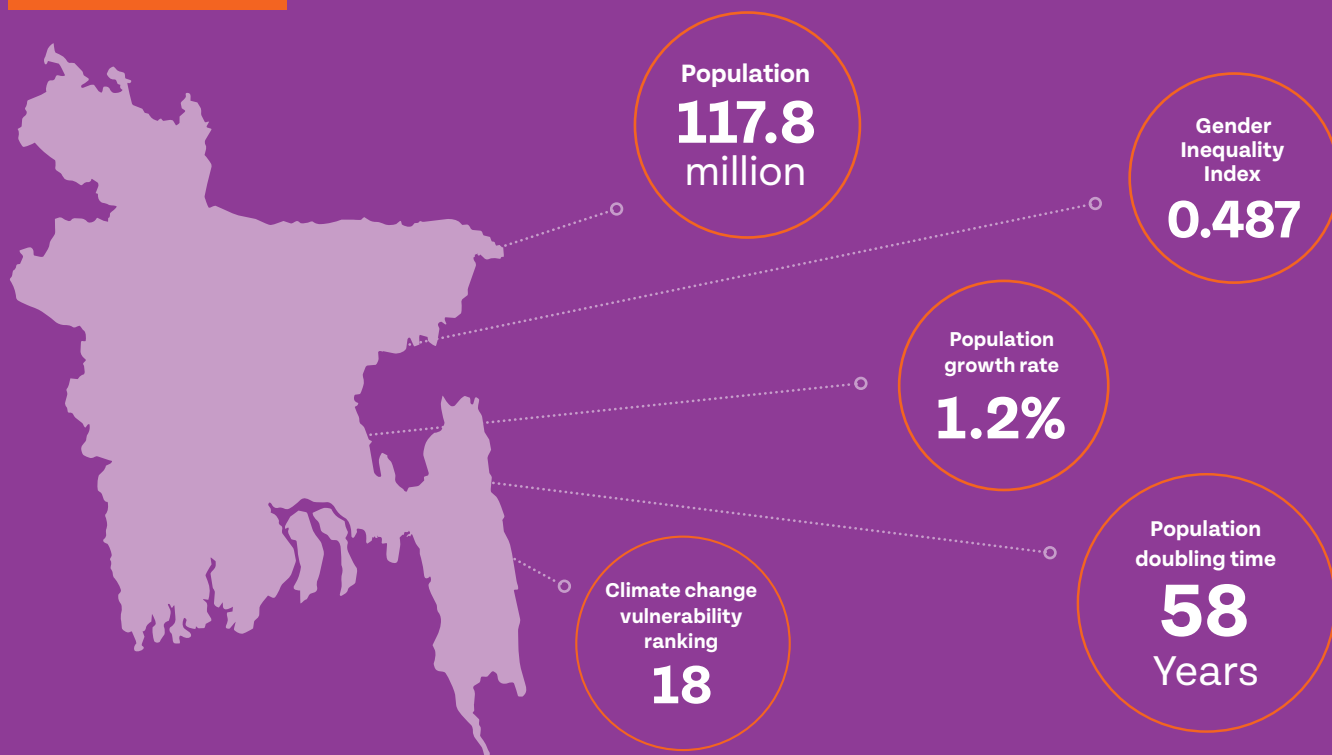 Population
117.8
million
Gender
Inequality
Index
0.487
Population
growth rate
1.2%
Population
doubling time
58
Years
Climate change
vulnerability
ranking
18